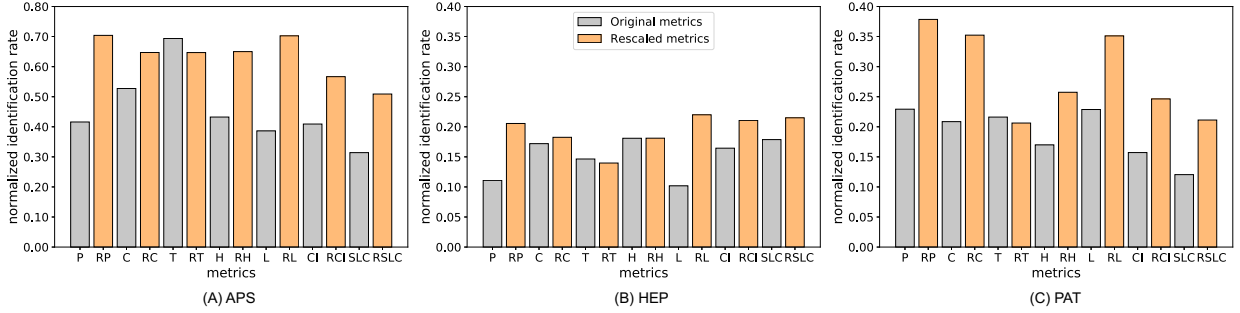 normalized identification rate
0.80
0.70
0.60
0.50
0.40
0.30
0.20
0.10
0.00
P RP C RC T RT H RH L RL CI RCI SLC RSLC
metrics
(A) APS
normalized identification rate
0.40
0.35
0.30
0.25
0.20
0.15
0.10
0.05
0.00
Original metrics
Rescaled metrics
P RP C RC T RT H RH L RL CI RCI SLC RSLC
metrics
(B) HEP
normalized identification rate
0.40
0.35
0.30
0.25
0.20
0.15
0.10
0.05
0.00
P RP C RC T RT H RH L RL CI RCI SLC RSLC
metrics
(C) PAT